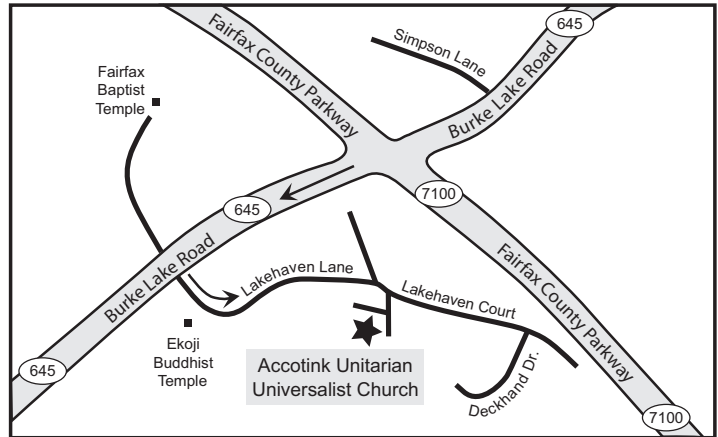 Fairfax County Parkway
Simpson Lane
645
Burke Lake Road
Fairfax
Baptist
Temple
7100
645
Burke Lake Road
Lakehaven Lane
Lakehaven Court
Fairfax County Parkway
Ekoji
Buddhist
Temple
Accotink Unitarian
Universalist Church
Deckhand Dr.
645
7100